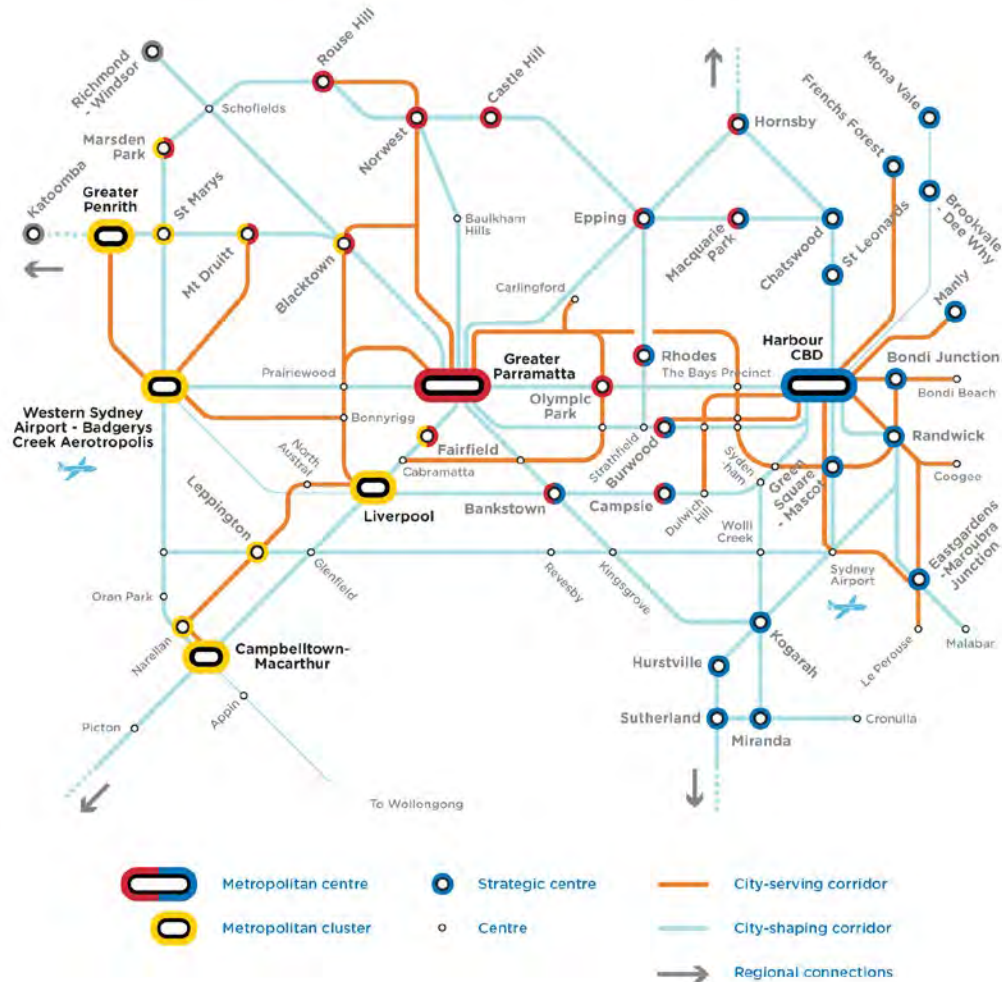 Richmond
- Windsor
Rouse Hill
Schofields
Castle Hill
Norwest
Hornsby
Mona Vale
Frenchs Forest
Marsden
Park
Katoomba
Greater
Penrith
St Marys
Mt Druitt
Blacktown
Baulkham
Hills
Epping
Macquarie
Park
Chatswood
St Leonards
Brookvale
- Dee Why
Manly
Carlingford
Harbour
CBD
Bondi Junction
Bondi Beach
Prairiewood
Greater
Parramatta
Rhodes
The Bays Precinct
Olympic
Park
Western Sydney
Airport - Badgerys
Creek Aerotropolis
Bonnyrigg
Fairfield
Cabramatta
North
Austral
Strathfield
Burwood
Syden
-ham
Green
Square
- Mascot
Randwick
Coogee
Leppington
Liverpool
Bankstown
Campsie
Dulwich
Hill
Wolli
Creek
Eastgardens
-Maroubra
Junction
Oran Park
Glenfield
Revesby
Kingsgrove
Sydney
Airport
Narellan
Campbelltown-
Macarthur
Kogarah
Hurstville
Le Perouse
Malabar
Picton
Appin
Sutherland
Miranda
Cronulla
To Wollongong
Metropolitan centre
Strategic centre
City-serving corridor
Metropolitan cluster
Centre
City-shaping corridor
Regional connections